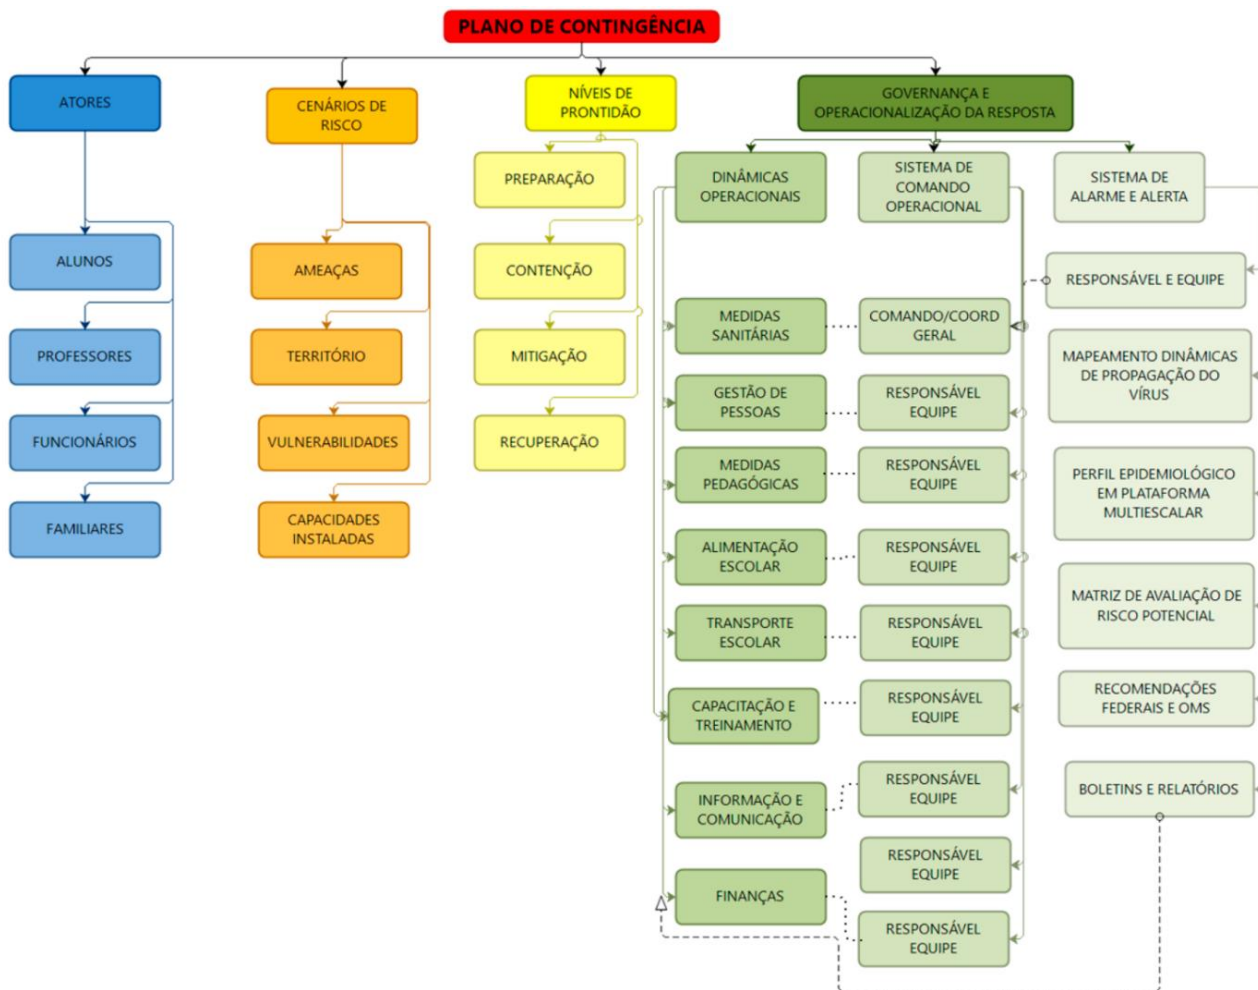 PLANO DE CONTINGÊNCIA
ATORES
CENÁRIOS DE
RISCO
NÍVEIS DE
PRONTIDÃO
GOVERNANÇA E
OPERACIONALIZAÇÃO DA RESPOSTA
ALUNOS
PROFESSORES
FUNCIONÁRIOS
FAMILIARES
AMEAÇAS
TERRITÓRIO
VULNERABILIDADES
CAPACIDADES
INSTALADAS
PREPARAÇÃO
CONTENÇÃO
MITIGAÇÃO
RECUPERAÇÃO
DINÂMICAS
OPERACIONAIS
MEDIDAS
SANITÁRIAS
GESTÃO DE
PESSOAS
MEDIDAS
PEDAGÓGICAS
ALIMENTAÇÃO
ESCOLAR
TRANSPORTE
ESCOLAR
CAPACITAÇÃO E
TREINAMENTO
INFORMAÇÃO E
COMUNICAÇÃO
FINANÇAS
SISTEMA DE
COMANDO
OPERACIONAL
COMANDO/COORD
GERAL
RESPONSÁVEL
EQUIPE
RESPONSÁVEL
EQUIPE
RESPONSÁVEL
EQUIPE
RESPONSÁVEL
EQUIPE
RESPONSÁVEL
EQUIPE
RESPONSÁVEL
EQUIPE
RESPONSÁVEL
EQUIPE
RESPONSÁVEL
EQUIPE
SISTEMA DE
ALARME E ALERTA
RESPONSÁVEL E EQUIPE
MAPEAMENTO DINÂMICAS
DE PROPAGAÇÃO DO
VÍRUS
PERFIL EPIDEMIOLÓGICO
EM PLATAFORMA
MULTIESCALAR
MATRIZ DE AVALIAÇÃO DE
RISCO POTENCIAL
RECOMENDAÇÕES
FEDERAIS E OMS
BOLETINS E RELATÓRIOS